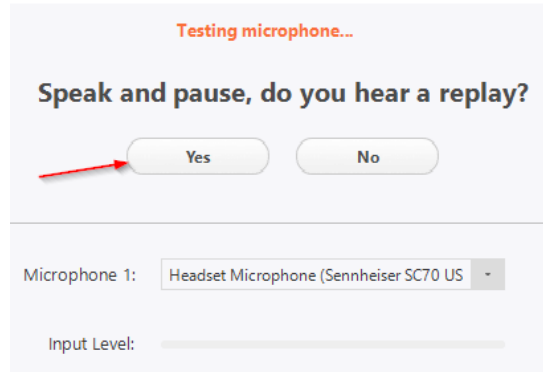 Testing microphone...
Speak and pause, do you hear a replay?
Yes No
Microphone 1: Headset Microphone (Sennheiser SC70 US
Input Level: